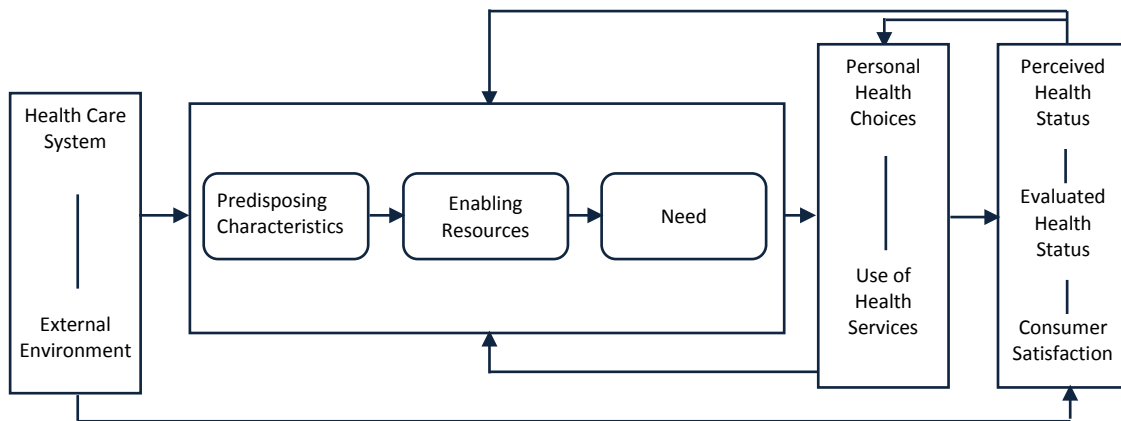 Health Care
System
External
Environment
Predisposing
Characteristics
Enabling
Resources
Need
Personal
Health
Choices
Use of
Health
Services
Perceived
Health
Status
Evaluated
Health
Status
Consumer
Satisfaction